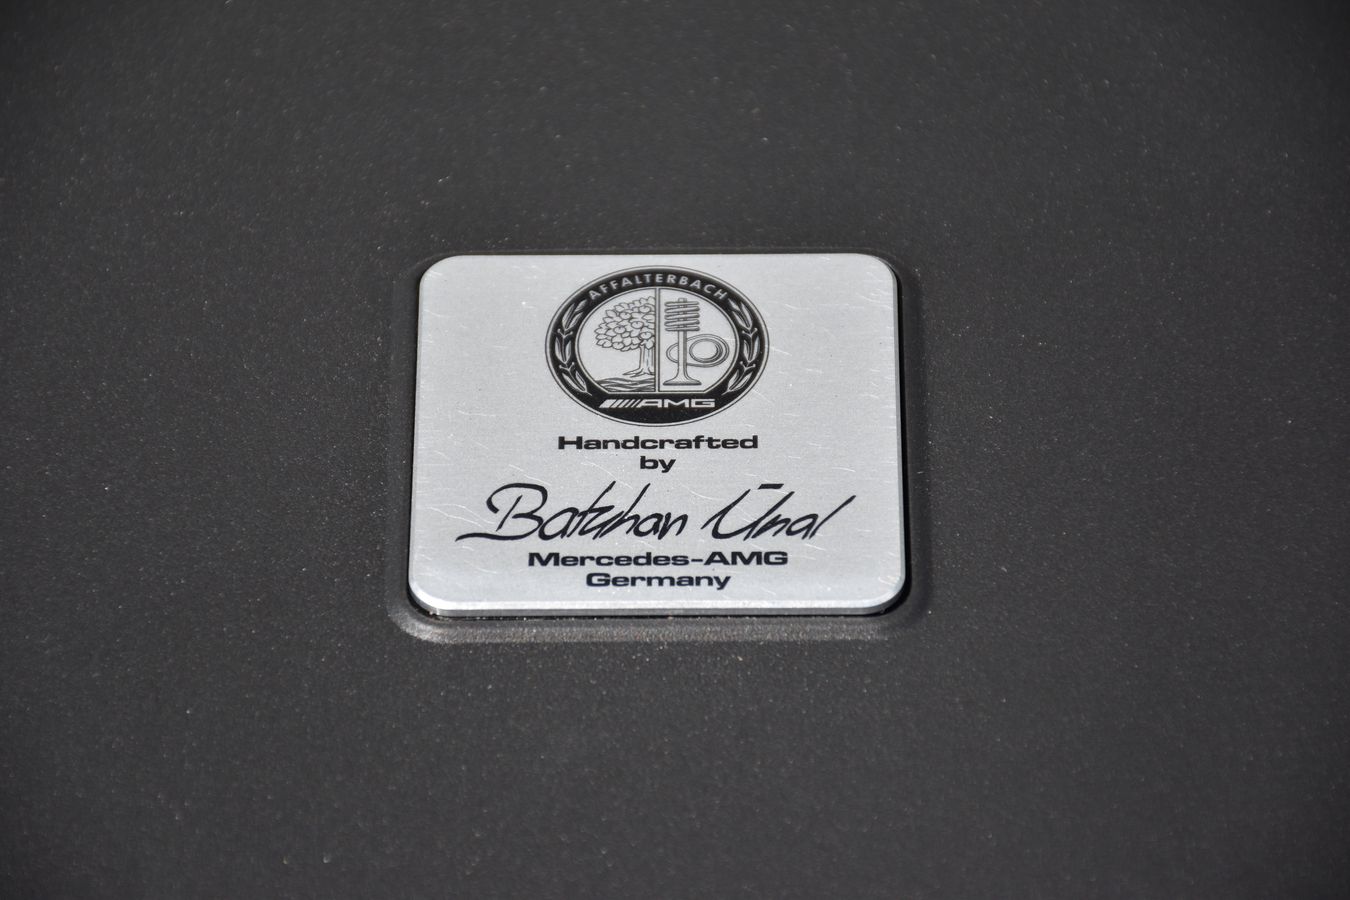 AFFALTERBACH
AMG
Handcrafted
by
Batuhan Ünal
Mercedes-AMG
Germany